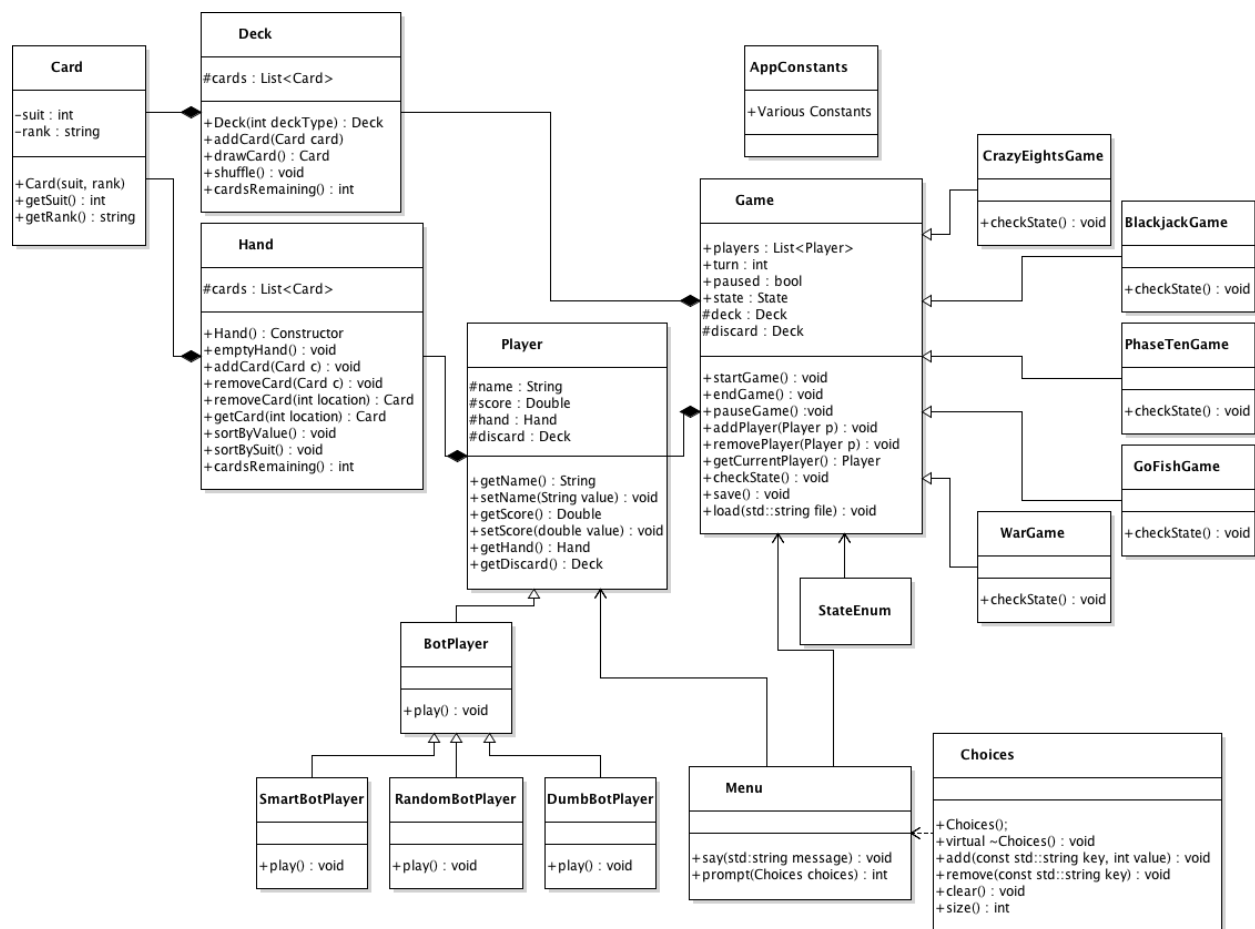 Card
-suit : int
-rank : string
+Card(suit, rank)
+getSuit() : int
+getRank() : string
Deck
#cards : List<Card>
+Deck(int deckType) : Deck
+addCard(Card card)
+drawCard() : Card
+shuffle() : void
+cardsRemaining() : int
Hand
#cards : List<Card>
+Hand() : Constructor
+emptyHand() : void
+addCard(Card c) : void
+removeCard(Card c) : void
+removeCard(int location) : Card
+getCard(int location) : Card
+sortByValue() : void
+sortBySuit() : void
+cardsRemaining() : int
Player
#name : String
#score : Double
#hand : Hand
#discard : Deck
+getName() : String
+setName(String value) : void
+getScore() : Double
+setScore(double value) : void
+getHand() : Hand
+getDiscard() : Deck
AppConstants
+Various Constants
Game
+players : List<Player>
+turn : int
+paused : bool
+state : State
#deck : Deck
#discard : Deck
+startGame() : void
+endGame() : void
+pauseGame() :void
+addPlayer(Player p) : void
+removePlayer(Player p) : void
+getCurrentPlayer() : Player
+checkState() : void
+save() : void
+load(std::string file) : void
CrazyEightsGame
+checkState() : void
BlackjackGame
+checkState() : void
PhaseTenGame
+checkState() : void
GoFishGame
+checkState() : void
WarGame
+checkState() : void
StateEnum
BotPlayer
+play() : void
SmartBotPlayer
+play() : void
RandomBotPlayer
+play() : void
DumbBotPlayer
+play() : void
Menu
+say(std:string message) : void
+prompt(Choices choices) : int
Choices
+Choices();
+virtual ~Choices() : void
+add(const std::string key, int value) : void
+remove(const std::string key) : void
+clear() : void
+size() : int